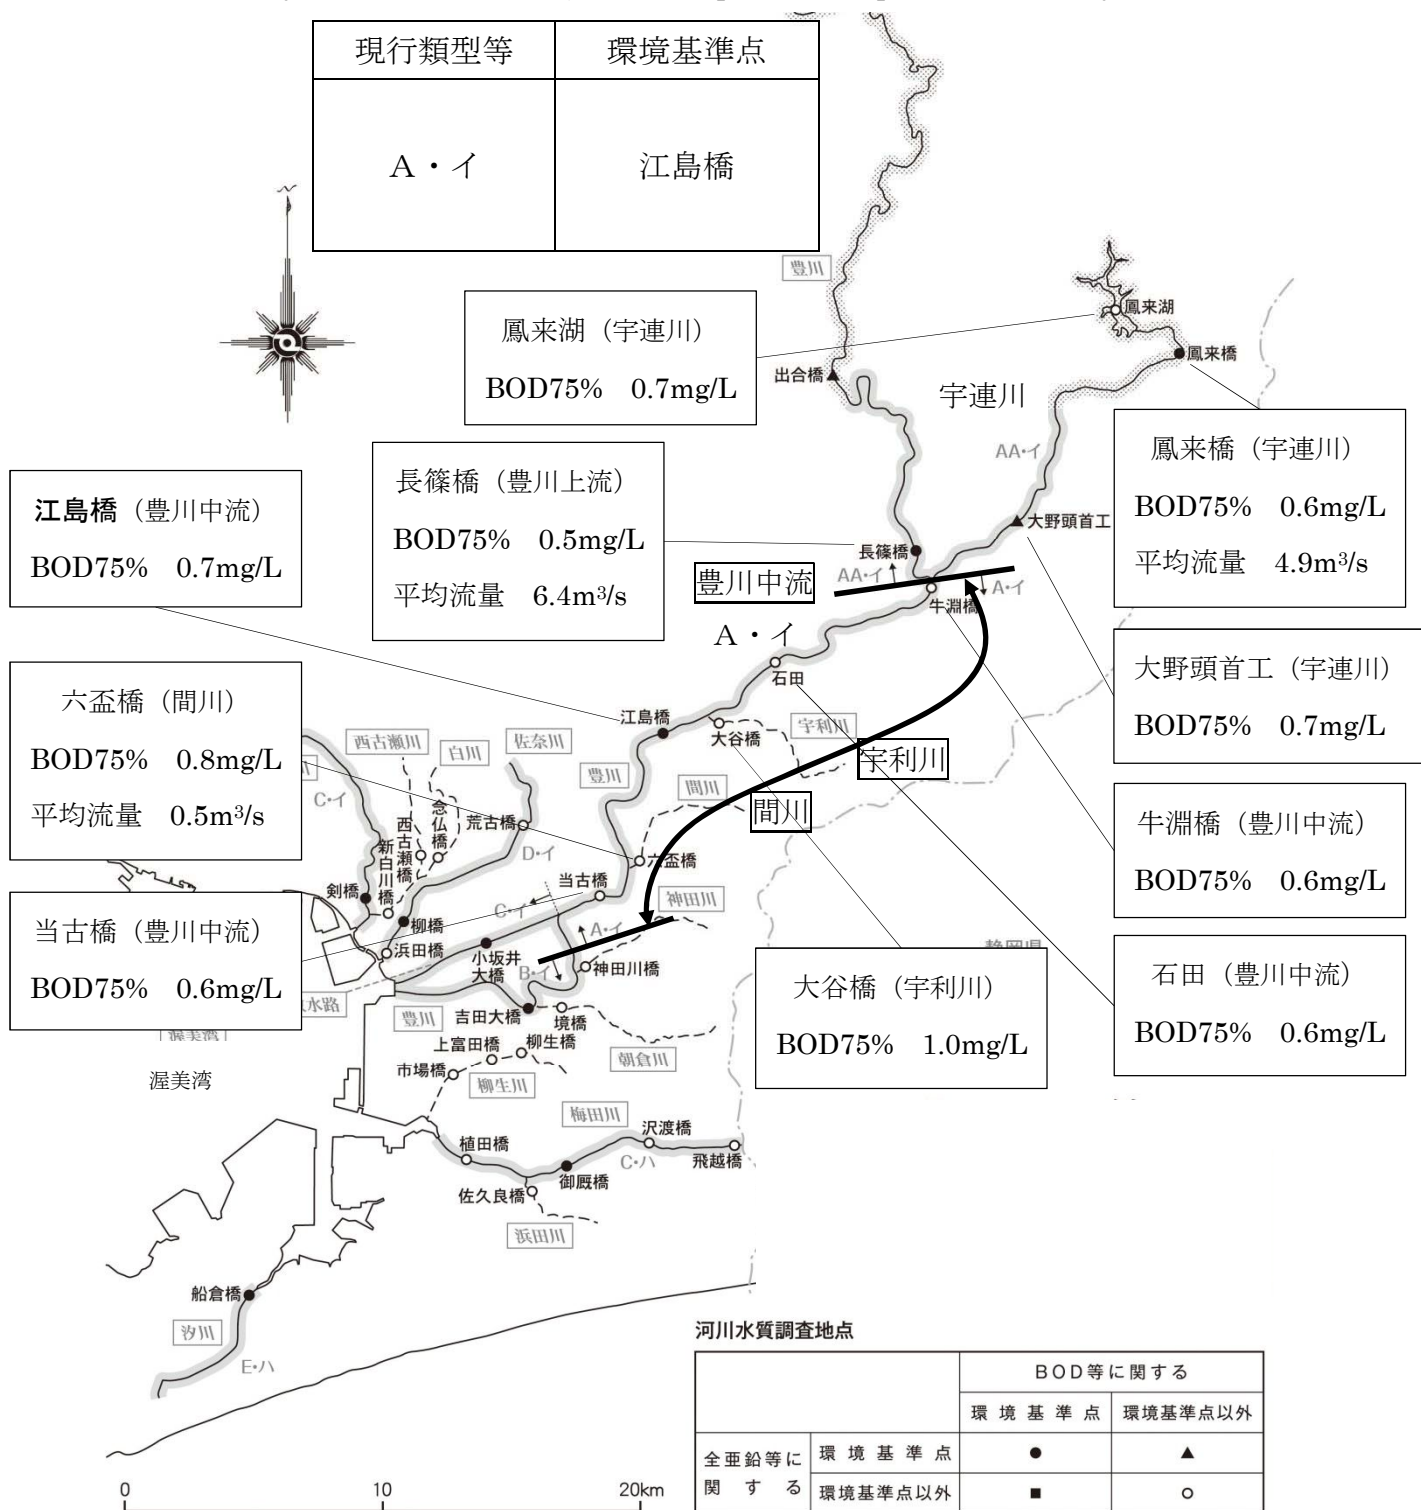 現行類型等
環境基準点
A・イ
江島橋
豊川
鳳来湖
鳳来湖（宇連川）
BOD75%　0.7mg/L
鳳来橋
出合橋
宇連川
AA・イ
鳳来橋（宇連川）
BOD75%　0.6mg/L
平均流量　4.9m³/s
長篠橋（豊川上流）
BOD75%　0.5mg/L
平均流量　6.4m³/s
江島橋（豊川中流）
BOD75%　0.7mg/L
大野頭首工
長篠橋
AA・イ
豊川中流
A・イ
牛淵橋
A・イ
大野頭首工（宇連川）
BOD75%　0.7mg/L
六盃橋（間川）
BOD75%　0.8mg/L
平均流量　0.5m³/s
石田
江島橋
大谷橋
宇利川
宇利川
西古瀬川
白川
佐奈川
豊川
間川
間川
川
C・イ
念仏橋
西古瀬橋
新白川橋
荒古橋
D・イ
六盃橋
牛淵橋（豊川中流）
BOD75%　0.6mg/L
剣橋
柳橋
当古橋
C・イ
A・イ
神田川
当古橋（豊川中流）
BOD75%　0.6mg/L
浜田橋
小坂井
大橋
B・イ
神田川橋
静岡県
大谷橋（宇利川）
BOD75%　1.0mg/L
石田（豊川中流）
BOD75%　0.6mg/L
水路
豊川
吉田大橋
境橋
渥美湾
渥美湾
上富田橋
柳生橋
朝倉川
市場橋
柳生川
梅田川
植田橋
沢渡橋
C・ハ
飛越橋
御厩橋
佐久良橋
浜田川
船倉橋
汐川
E・ハ
河川水質調査地点
BOD等に関する
環境基準点
環境基準点以外
全亜鉛等に
関する
環境基準点
●
▲
環境基準点以外
■
○
0
10
20km